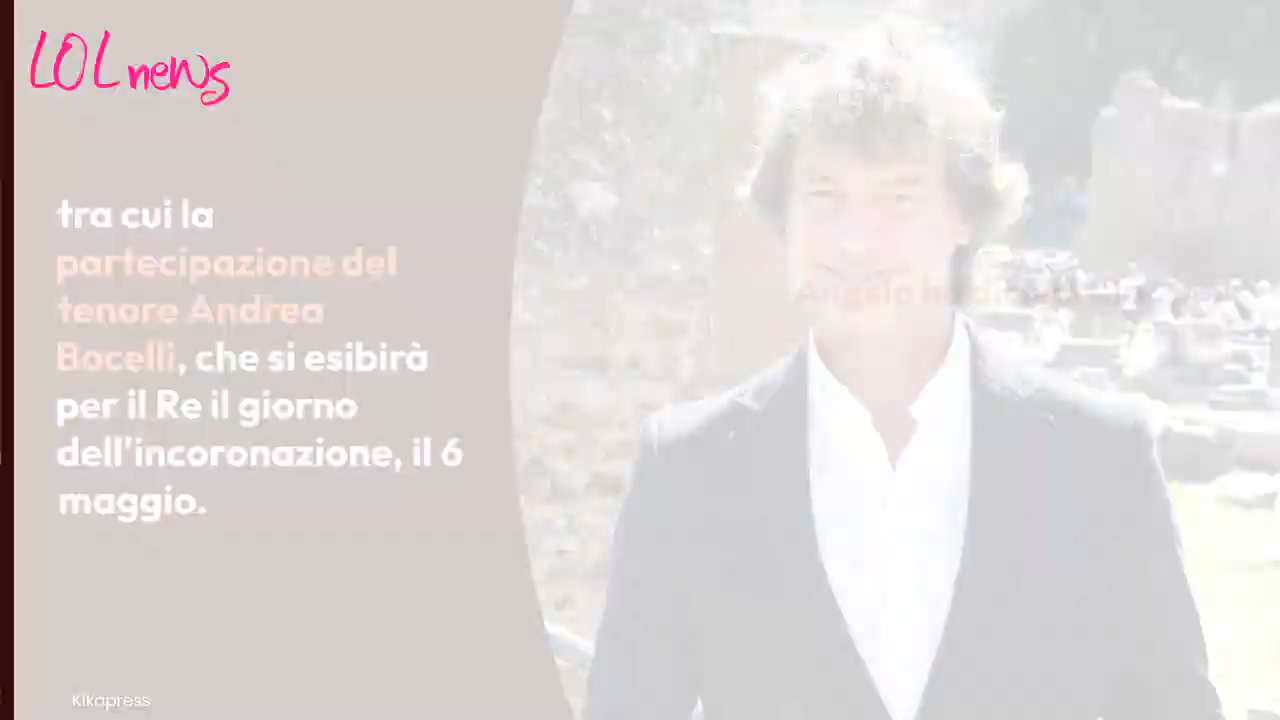 LOL news
tra cui la
partecipazione del
tenore Andrea
Bocelli, che si esibirà
per il Re il giorno
dell'incoronazione, il 6
maggio.
Angela
Kikapress